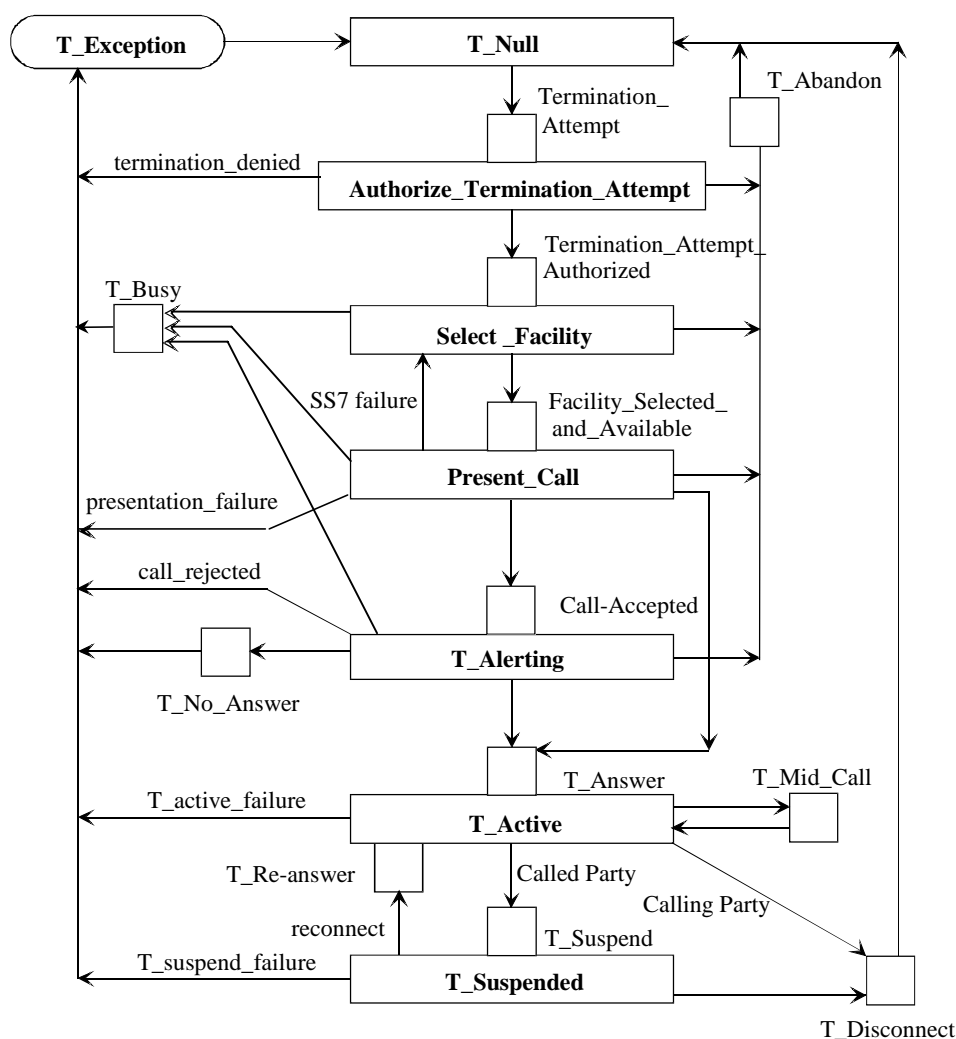 T_Exception
T_Null
T_Abandon
Termination_
Attempt
termination_denied
Authorize_Termination_Attempt
Termination_Attempt_
Authorized
T_Busy
Select _Facility
SS7 failure
Facility_Selected_
and_Available
Present_Call
presentation_failure
call_rejected
Call-Accepted
T_Alerting
T_No_Answer
T_Answer
T_Mid_Call
T_active_failure
T_Active
T_Re-answer
Called Party
Calling Party
reconnect
T_Suspend
T_suspend_failure
T_Suspended
T_Disconnect